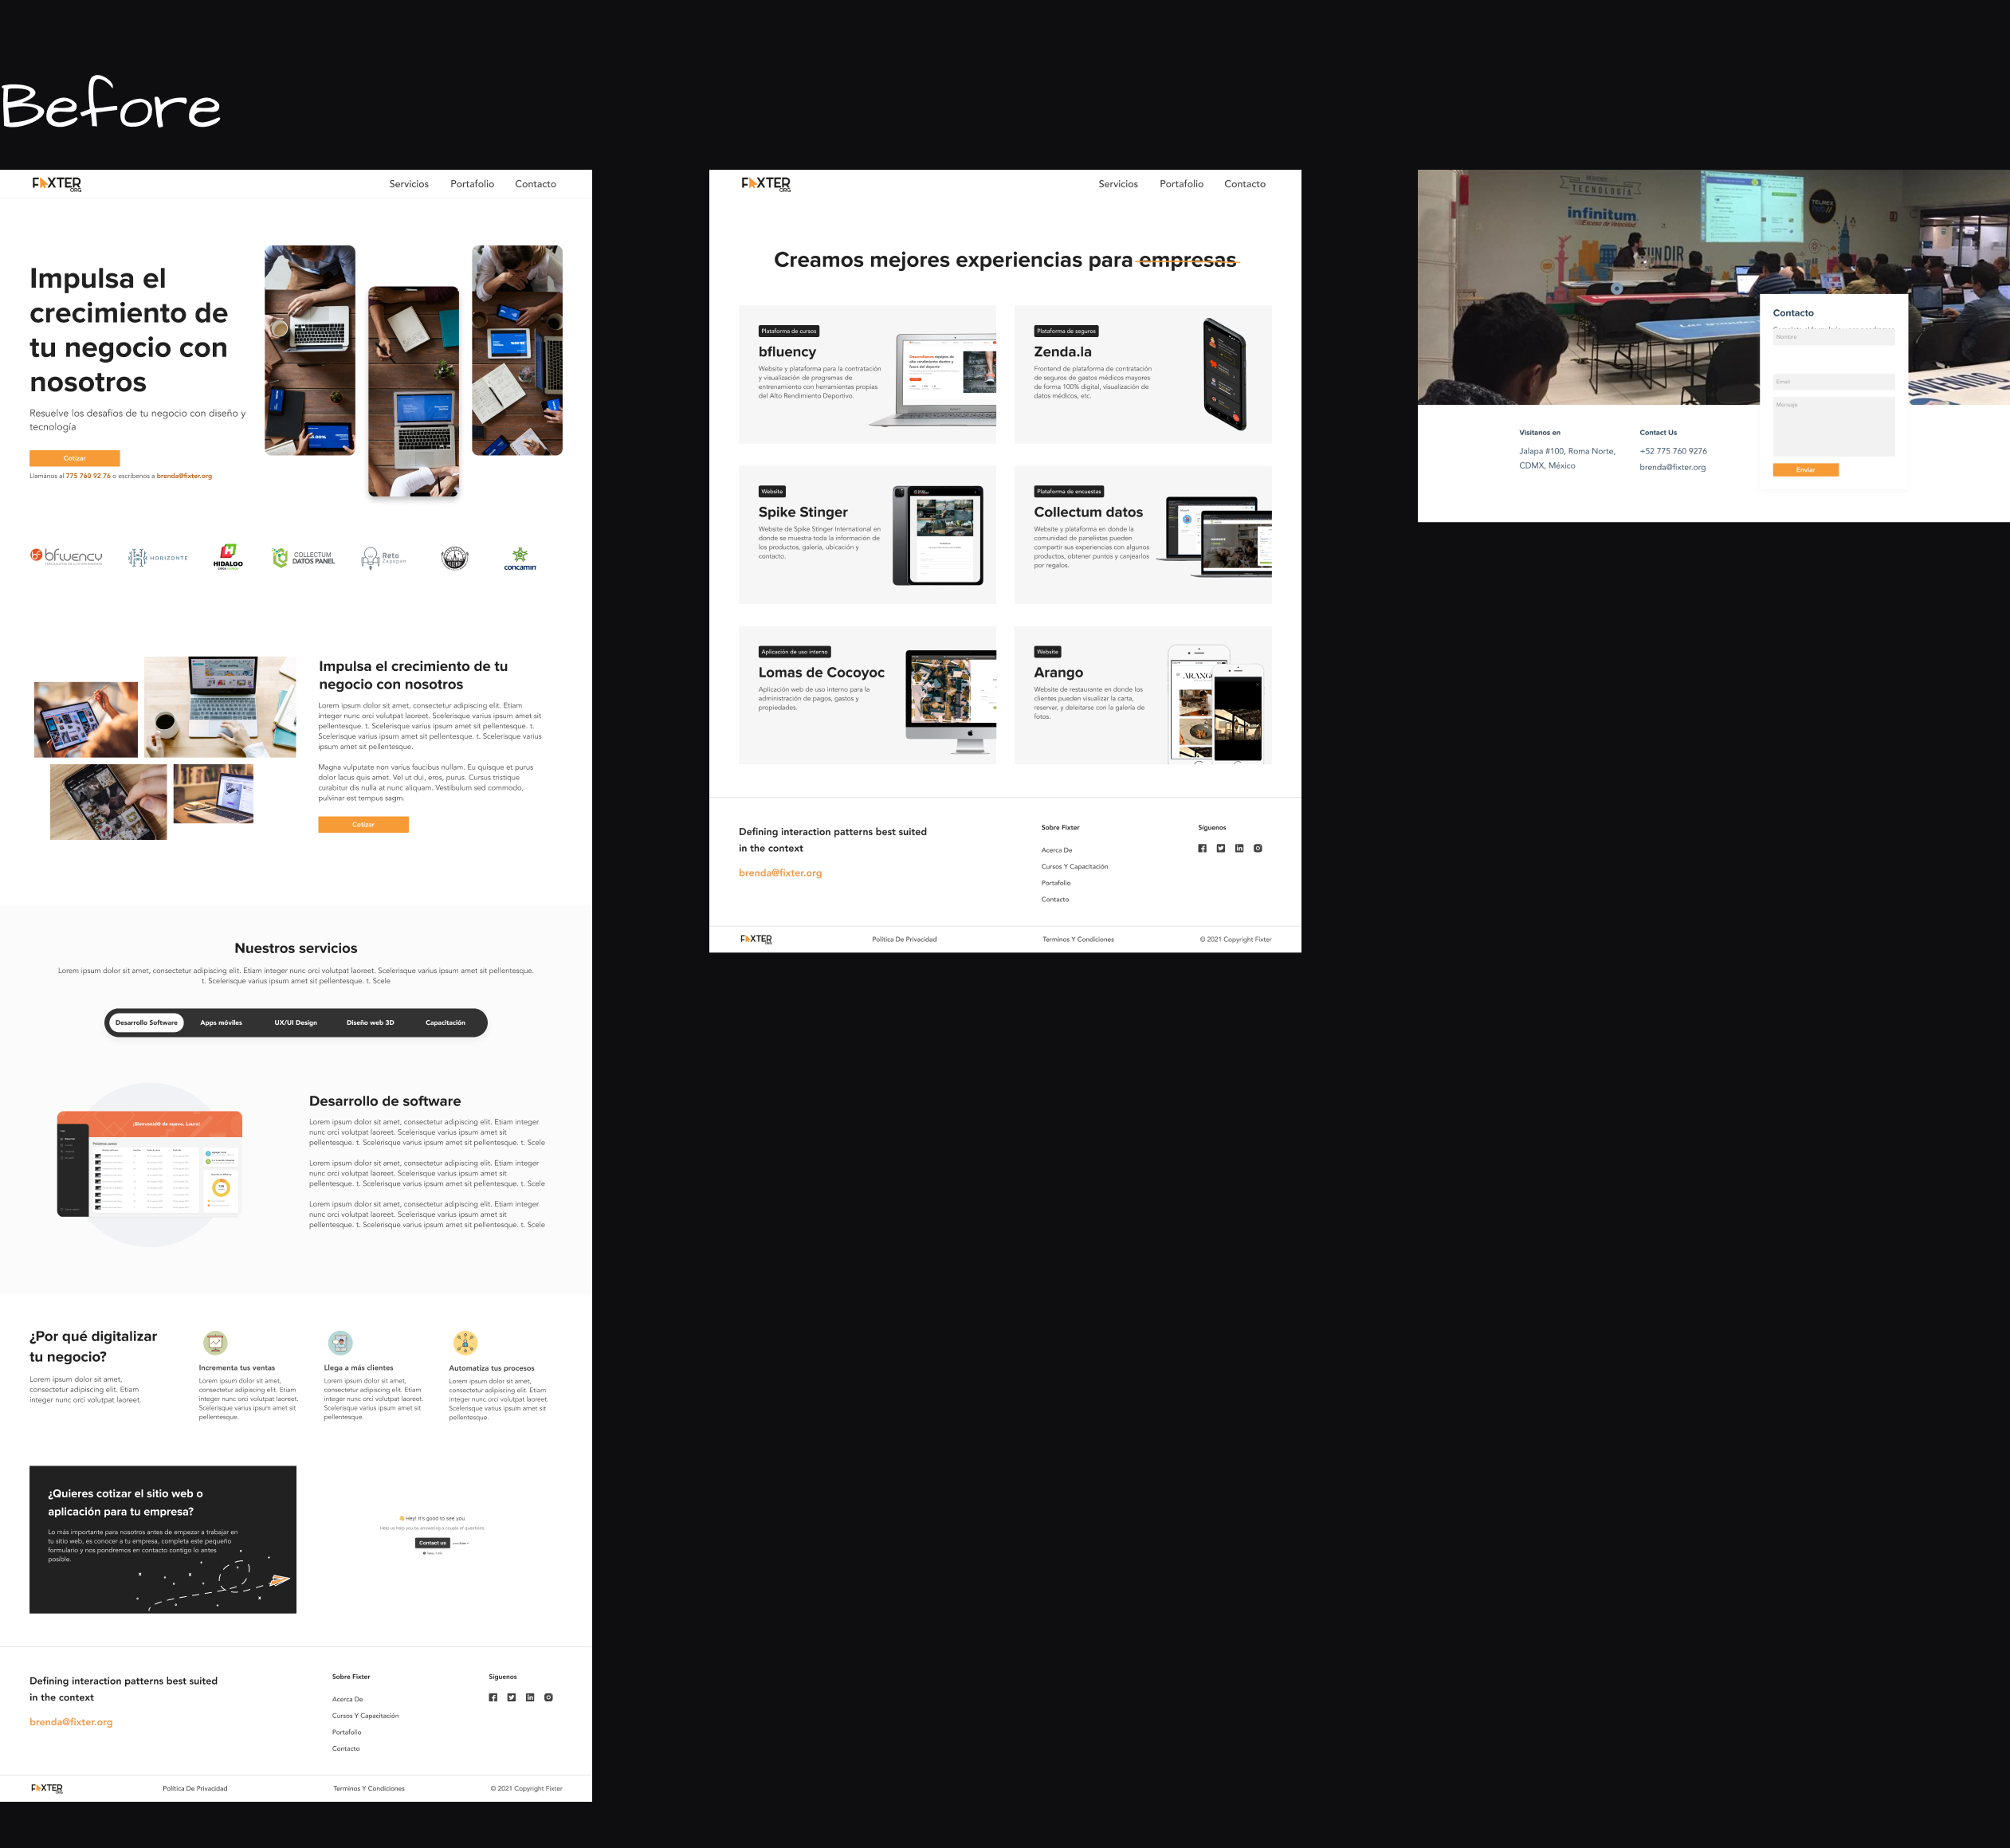 Before
FIXTER
.ORG
Servicios Portafolio Contacto
Impulsa el
crecimiento de
tu negocio con
nosotros
Resuelve los desafíos de tu negocio con diseño y
tecnología
Cotizar
Llamános al 775 760 92 76 o escríbenos a brenda@fixter.org
bfluency
HORIZONTE
HIDALGO
COLLECTUM
DATOS PANEL
Reto
Zapopan
concamin
Impulsa el crecimiento de tu
negocio con nosotros
Lorem ipsum dolor sit amet, consectetur adipiscing elit. Etiam
integer nunc orci volutpat laoreet. Scelerisque varius ipsum amet sit
pellentesque. t. Scelerisque varius ipsum amet sit pellentesque. t.
Scelerisque varius ipsum amet sit pellentesque. t. Scelerisque varius
ipsum amet sit pellentesque.
Magna vulputate non varius faucibus nullam. Eu quisque et purus
dolor lacus quis amet. Vel ut dui, eros, purus. Cursus tristique
curabitur dis nulla at nunc aliquam. Vestibulum sed commodo,
pulvinar est tempus sagm.
Cotizar
Nuestros servicios
Lorem ipsum dolor sit amet, consectetur adipiscing elit. Etiam integer nunc orci volutpat laoreet. Scelerisque varius ipsum amet sit pellentesque.
t. Scelerisque varius ipsum amet sit pellentesque. t. Scele
Desarrollo Software Apps móviles UX/UI Design Diseño web 3D Capacitación
¡Bienvenid@ de nuevo, Laura!
Desarrollo de software
Lorem ipsum dolor sit amet, consectetur adipiscing elit. Etiam integer
nunc orci volutpat laoreet. Scelerisque varius ipsum amet sit
pellentesque. t. Scelerisque varius ipsum amet sit pellentesque. t. Scele
Lorem ipsum dolor sit amet, consectetur adipiscing elit. Etiam integer
nunc orci volutpat laoreet. Scelerisque varius ipsum amet sit
pellentesque. t. Scelerisque varius ipsum amet sit pellentesque. t. Scele
Lorem ipsum dolor sit amet, consectetur adipiscing elit. Etiam integer
nunc orci volutpat laoreet. Scelerisque varius ipsum amet sit
pellentesque. t. Scelerisque varius ipsum amet sit pellentesque. t. Scele
¿Por qué digitalizar
tu negocio?
Lorem ipsum dolor sit amet,
consectetur adipiscing elit. Etiam
integer nunc orci volutpat laoreet.
Incrementa tus ventas
Lorem ipsum dolor sit amet,
consectetur adipiscing elit. Etiam
integer nunc orci volutpat laoreet.
Scelerisque varius ipsum amet sit
pellentesque.
Llega a más clientes
Lorem ipsum dolor sit amet,
consectetur adipiscing elit. Etiam
integer nunc orci volutpat laoreet.
Scelerisque varius ipsum amet sit
pellentesque.
Automatiza tus procesos
Lorem ipsum dolor sit amet,
consectetur adipiscing elit. Etiam
integer nunc orci volutpat laoreet.
Scelerisque varius ipsum amet sit
pellentesque.
¿Quieres cotizar el sitio web o
aplicación para tu empresa?
Lo más importante para nosotros antes de empezar a trabajar en
tu sitio web, es conocer a tu empresa, completa este pequeño
formulario y nos pondremos en contacto contigo lo antes
posible.
Hey! It's good to see you.
Help us help you by answering a couple of questions.
Contact us
Defining interaction patterns best suited
in the context
brenda@fixter.org
Sobre Fixter
Acerca De
Cursos Y Capacitación
Portafolio
Contacto
Síguenos
FIXTER
Política De Privacidad
Terminos Y Condiciones
© 2021 Copyright Fixter
FIXTER
.ORG
Servicios Portafolio Contacto
Creamos mejores experiencias para empresas
Plataforma de cursos
bfluency
Website y plataforma para la contratación
y visualización de programas de
entrenamiento con herramientas propias
del Alto Rendimiento Deportivo.
Plataforma de seguros
Zenda.la
Frontend de plataforma de contratación
de seguros de gastos médicos mayores
de forma 100% digital, visualización de
datos médicos, etc.
Website
Spike Stinger
Website de Spike Stinger International en
donde se muestra toda la información de
los productos, galería, ubicación y
contacto.
Plataforma de encuestas
Collectum datos
Website y plataforma en donde la
comunidad de panelistas pueden
compartir sus experiencias con algunos
productos, obtener puntos y canjearlos
por regalos.
Aplicación de uso interno
Lomas de Cocoyoc
Aplicación web de uso interno para la
administración de pagos, gastos y
propiedades.
Website
Arango
Website de restaurante en donde los
clientes pueden visualizar la carta,
reservar, y deleitarse con la galería de
fotos.
ARANGO
Defining interaction patterns best suited
in the context
brenda@fixter.org
Sobre Fixter
Acerca De
Cursos Y Capacitación
Portafolio
Contacto
Síguenos
FIXTER
Política De Privacidad
Terminos Y Condiciones
© 2021 Copyright Fixter
TECNOLOGÍA
infinitum
Escuela de Velocidad
TELMEX
hub
Contacto
Nombre
Email
Mensaje
Enviar
Visítanos en
Jalapa #100, Roma Norte,
CDMX, México
Contact Us
+52 775 760 9276
brenda@fixter.org